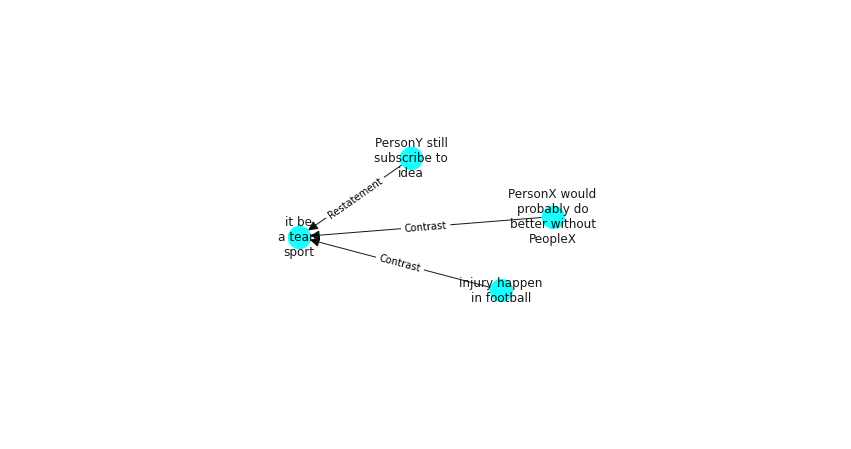 PersonY still
subscribe to
idea
Restatement
PersonX would
probably do
better without
PeopleX
Contrast
it be
a team
sport
Contrast
injury happen
in football